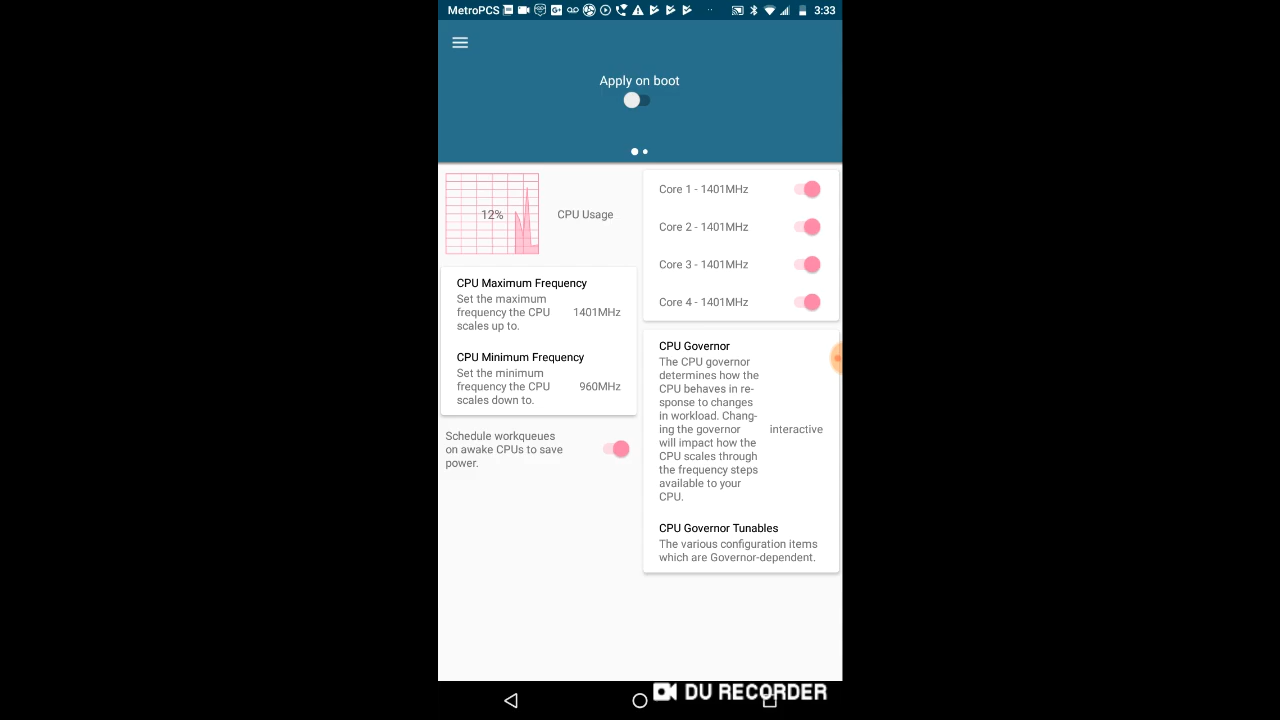 MetroPCS
3:33
Apply on boot
12%
CPU Usage
CPU Maximum Frequency
Set the maximum
frequency the CPU
scales up to.
1401MHz
CPU Minimum Frequency
Set the minimum
frequency the CPU
scales down to.
960MHz
Schedule workqueues
on awake CPUs to save
power.
Core 1 - 1401MHz
Core 2 - 1401MHz
Core 3 - 1401MHz
Core 4 - 1401MHz
CPU Governor
The CPU governor
determines how the
CPU behaves in re-
sponse to changes
in workload. Chang-
ing the governor
will impact how the
CPU scales through
the frequency steps
available to your
CPU.
interactive
CPU Governor Tunables
The various configuration items
which are Governor-dependent.
DU RECORDER